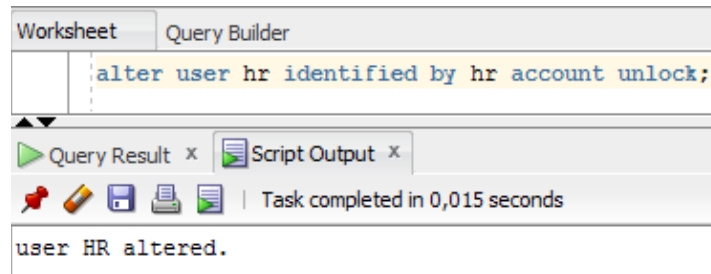 Worksheet Query Builder
alter user hr identified by hr account unlock;
Query Result x Script Output x
Task completed in 0,015 seconds
user HR altered.